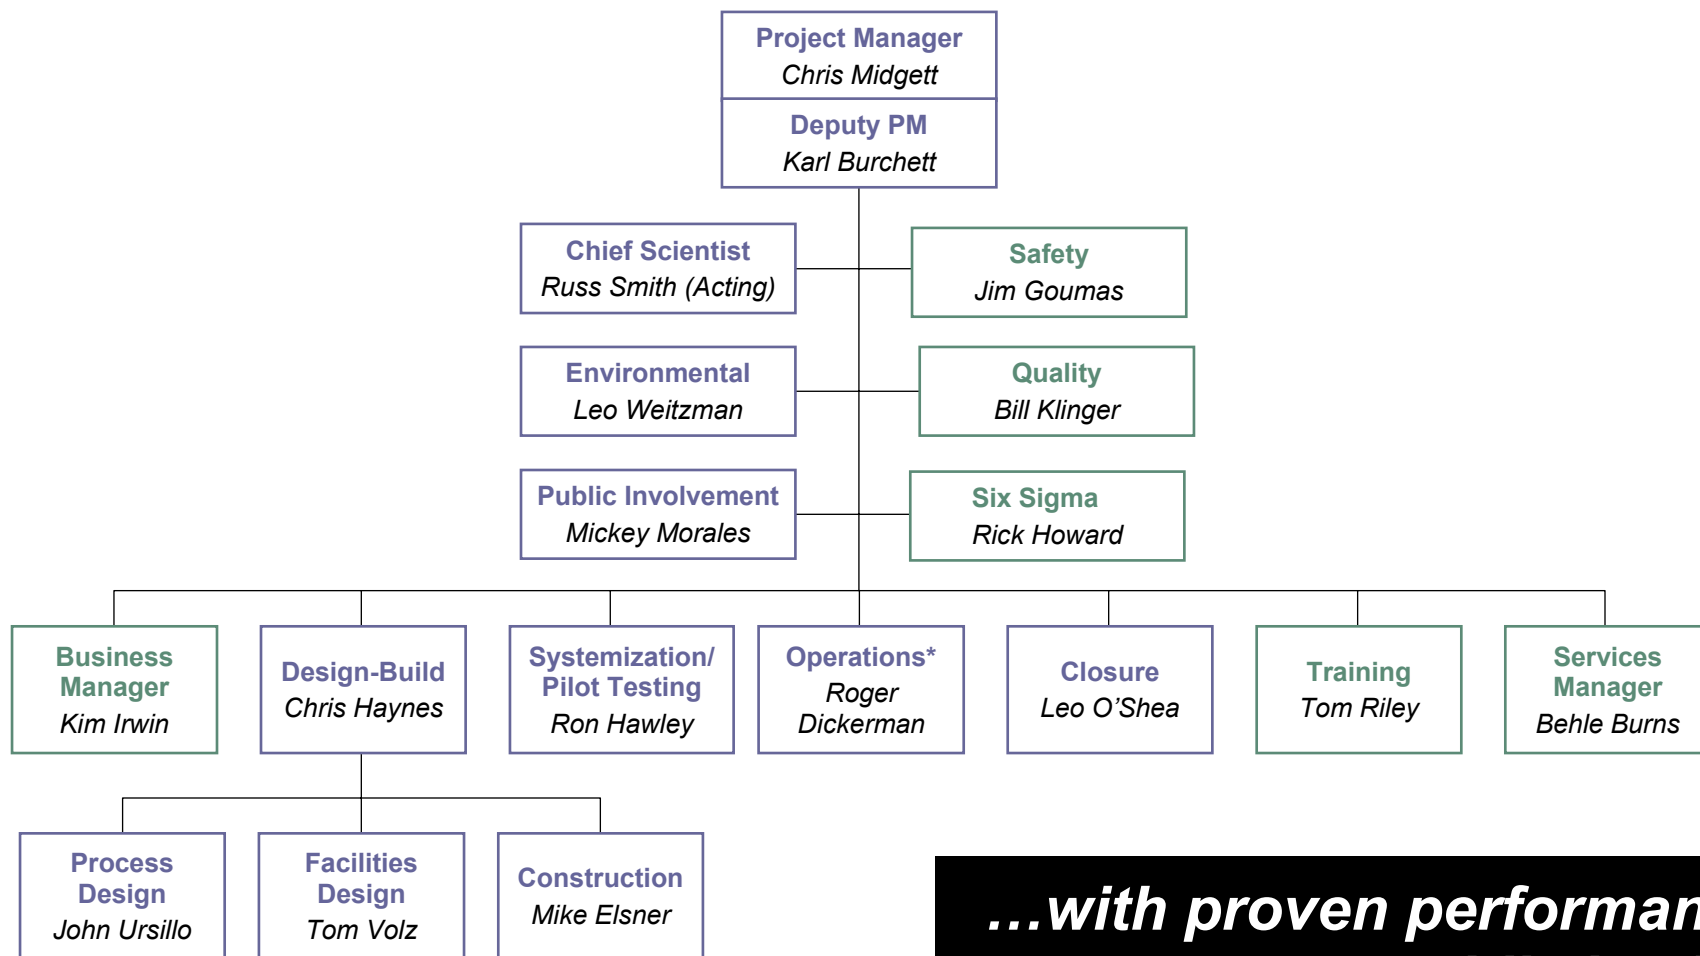 Project Manager
Chris Midgett
Deputy PM
Karl Burchett
Chief Scientist
Russ Smith (Acting)
Safety
Jim Goumas
Environmental
Leo Weitzman
Quality
Bill Klinger
Public Involvement
Mickey Morales
Six Sigma
Rick Howard
Business
Manager
Kim Irwin
Design-Build
Chris Haynes
Systemization/
Pilot Testing
Ron Hawley
Operations*
Roger
Dickerman
Closure
Leo O’Shea
Training
Tom Riley
Services
Manager
Behle Burns
Process
Design
John Ursillo
Facilities
Design
Tom Volz
Construction
Mike Elsner
…with proven performan